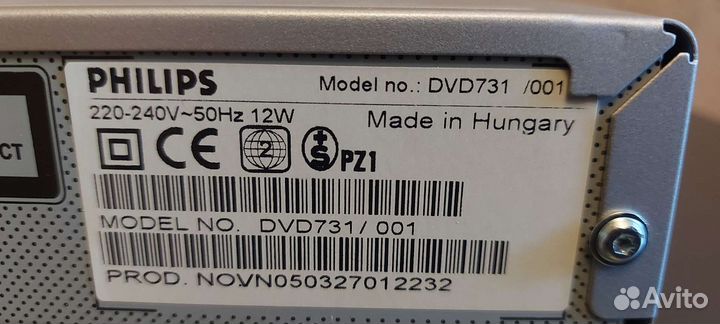 PHILIPS Model no.: DVD731 /001
220-240V~50Hz 12W Made in Hungary
CT
CE 2 S PZ1
MODEL NO. DVD731/ 001
PROD. NO.VN050327012232
Avito